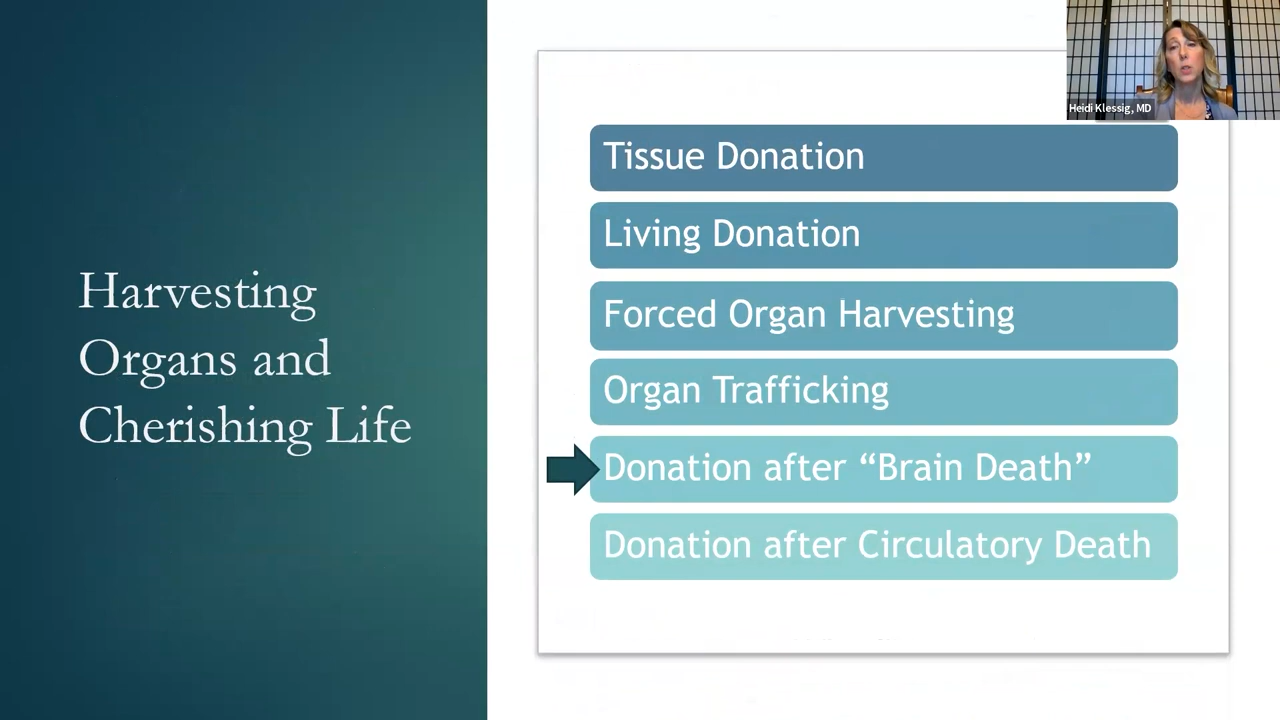 Heidi Klessig, MD
Harvesting
Organs and
Cherishing Life
Tissue Donation
Living Donation
Forced Organ Harvesting
Organ Trafficking
Donation after “Brain Death”
Donation after Circulatory Death